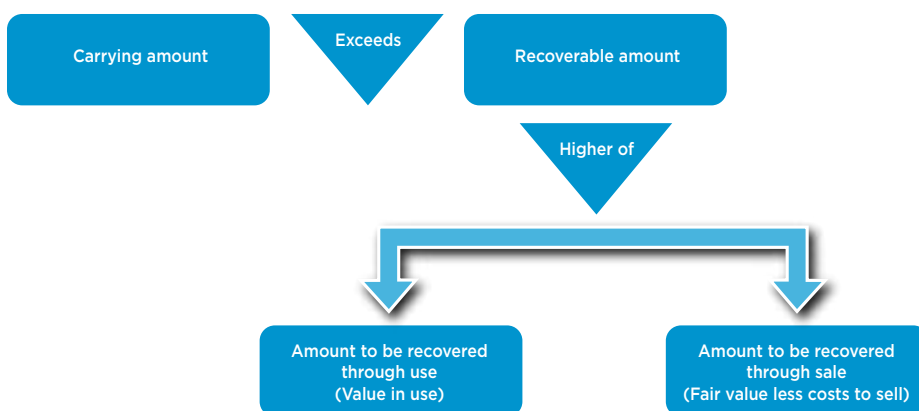 Carrying amount
Exceeds
Recoverable amount
Higher of
Amount to be recovered
through use
(Value in use)
Amount to be recovered
through sale
(Fair value less costs to sell)